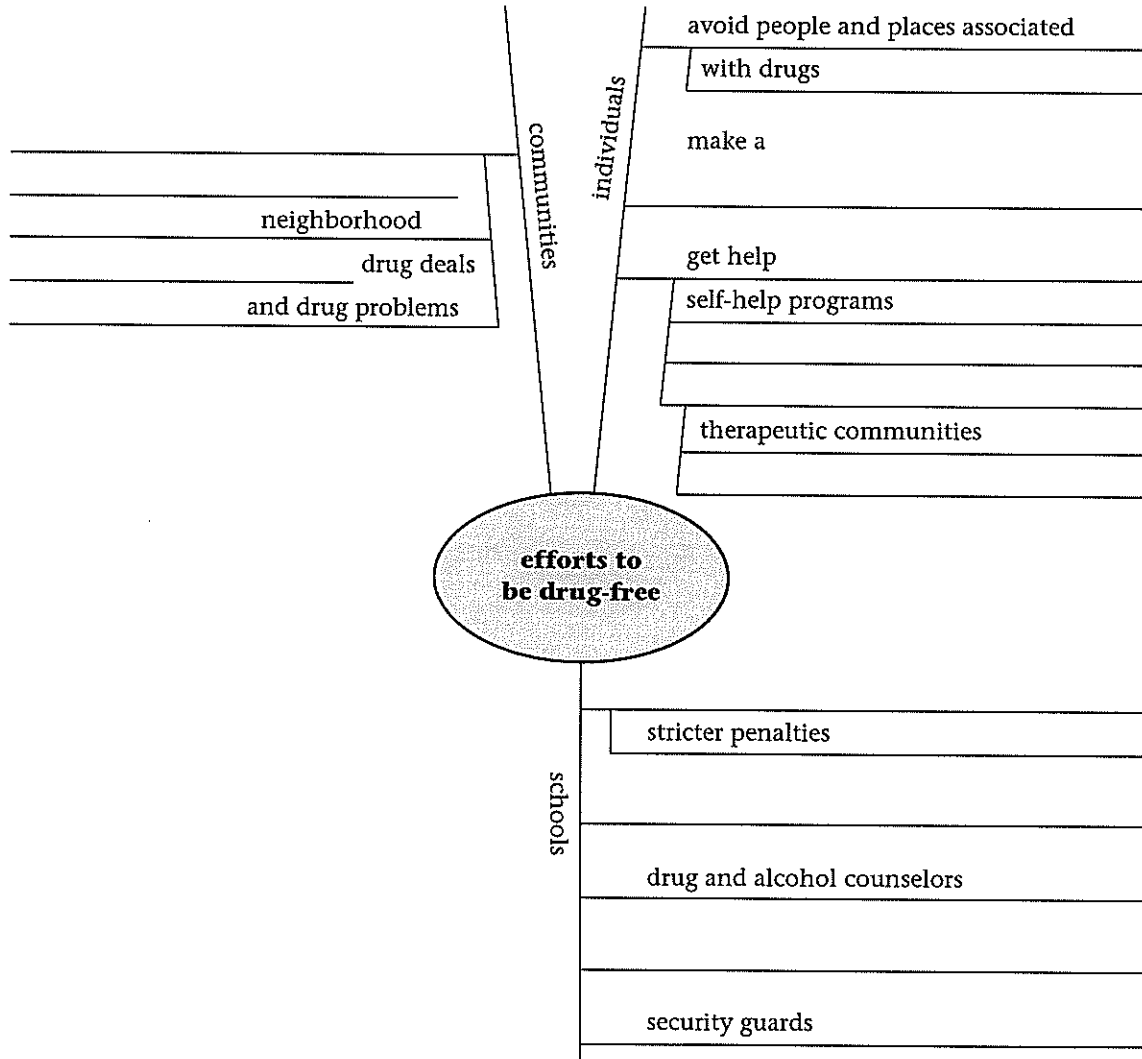 communities
neighborhood
drug deals
and drug problems
individuals
avoid people and places associated
with drugs
make a
get help
self-help programs
therapeutic communities
efforts to
be drug-free
schools
stricter penalties
drug and alcohol counselors
security guards